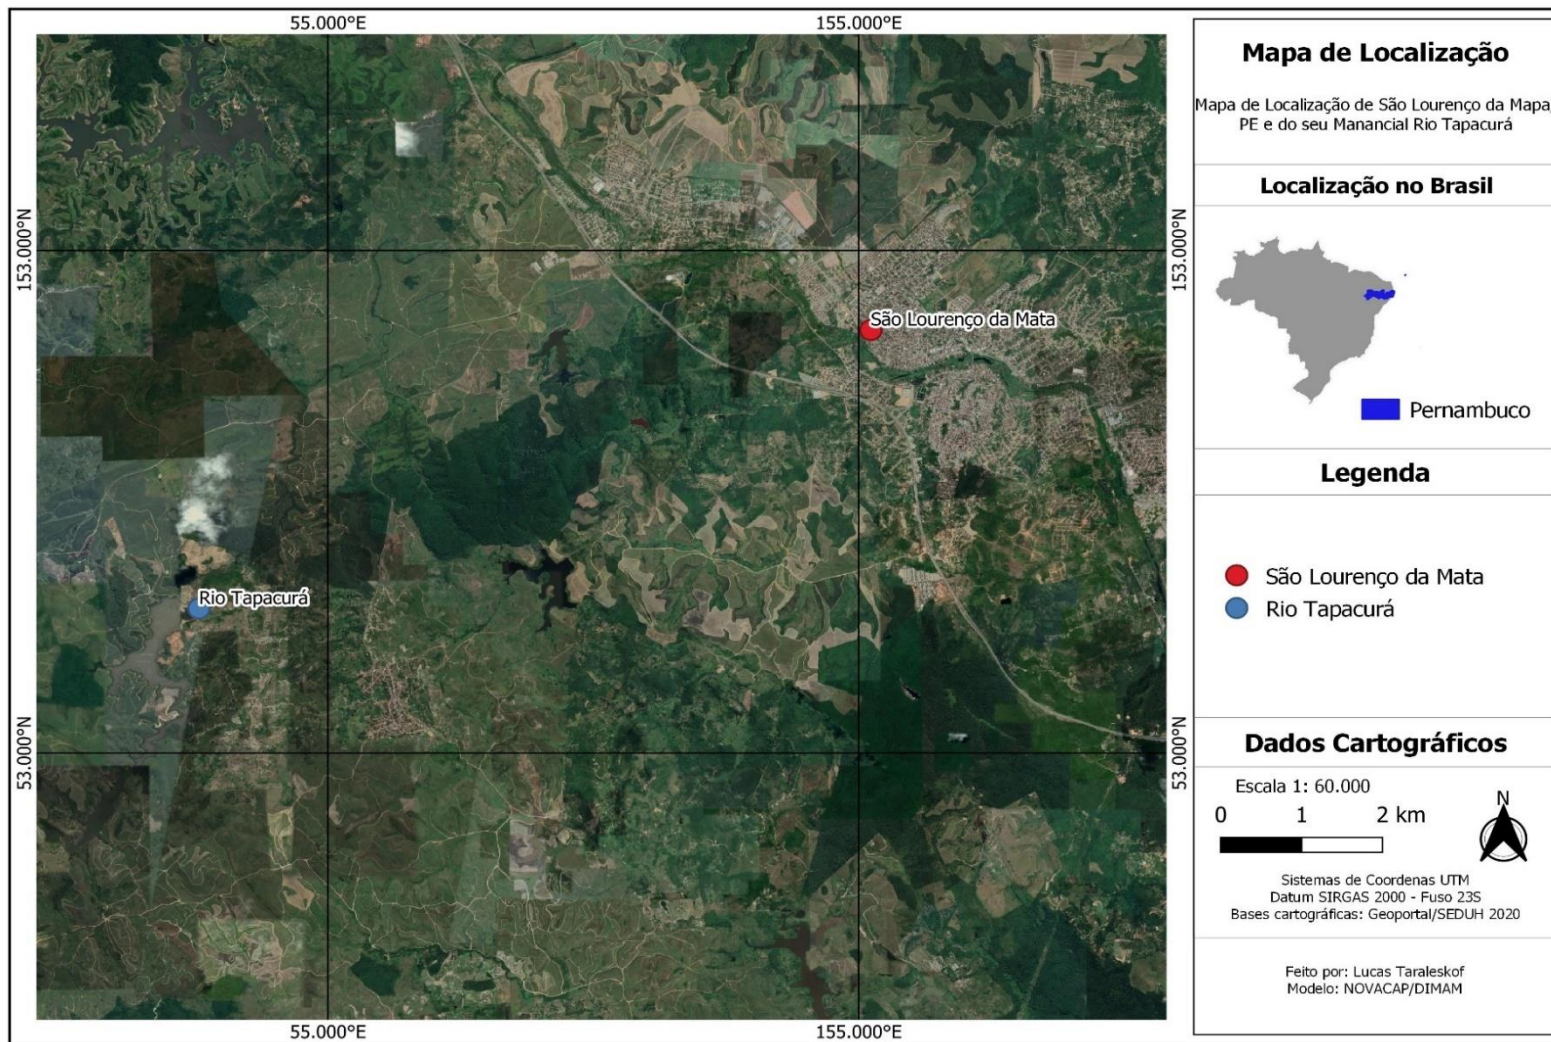 55.000°E
155.000°E
153.000°N
153.000°N
São Lourenço da Mata
Rio Tapacurá
53.000°N
53.000°N
55.000°E
155.000°E
Mapa de Localização
Mapa de Localização de São Lourenço da Mapa,
PE e do seu Manancial Rio Tapacurá
Localização no Brasil
Pernambuco
Legenda
São Lourenço da Mata
Rio Tapacurá
Dados Cartográficos
Escala 1: 60.000
0 1 2 km
N
Sistemas de Coordenas UTM
Datum SIRGAS 2000 - Fuso 23S
Bases cartográficas: Geoportal/SEDUH 2020
Feito por: Lucas Taraleskof
Modelo: NOVACAP/DIMAM